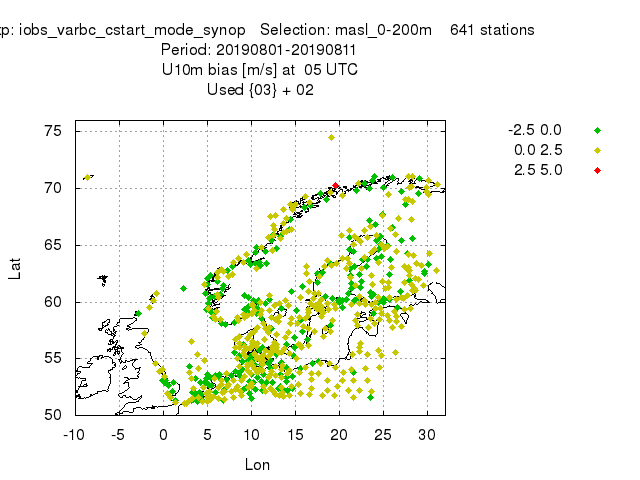 : iobs_varbc_cstart_mode_synop Selection: masl_0-200m 641 stations
Period: 20190801-20190811
U10m bias [m/s] at 05 UTC
Used {03} + 02
-2.5 0.0
0.0 2.5
2.5 5.0
75
70
65
60
55
50
Lat
-10 -5 0 5 10 15 20 25 30
Lon